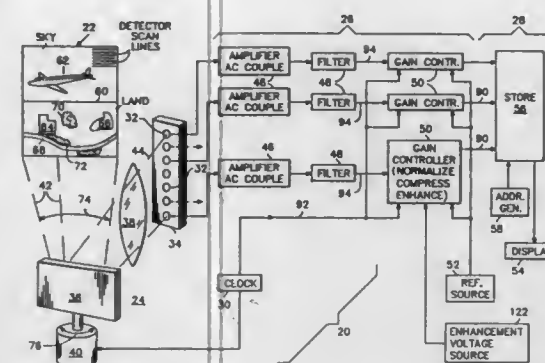 26
28
SKY
22
DETECTOR
SCAN
LINES
62
60
LAND
70
64
66
68
72
42
74
38
36
24
76
40
32
44
32
34
AMPLIFIER
AC COUPLE
46
FILTER
94
GAIN CONTR.
AMPLIFIER
AC COUPLE
FILTER
48
94
GAIN CONTR.
50
90
90
46
AMPLIFIER
AC COUPLE
48
FILTER
94
50
GAIN
CONTROLLER
(NORMALIZE
COMPRESS
ENHANCE)
STORE
56
92
CLOCK
30
20
ADDR.
GEN.
58
DISPLAY
54
52
REF.
SOURCE
122
ENHANCEMENT
VOLTAGE
SOURCE